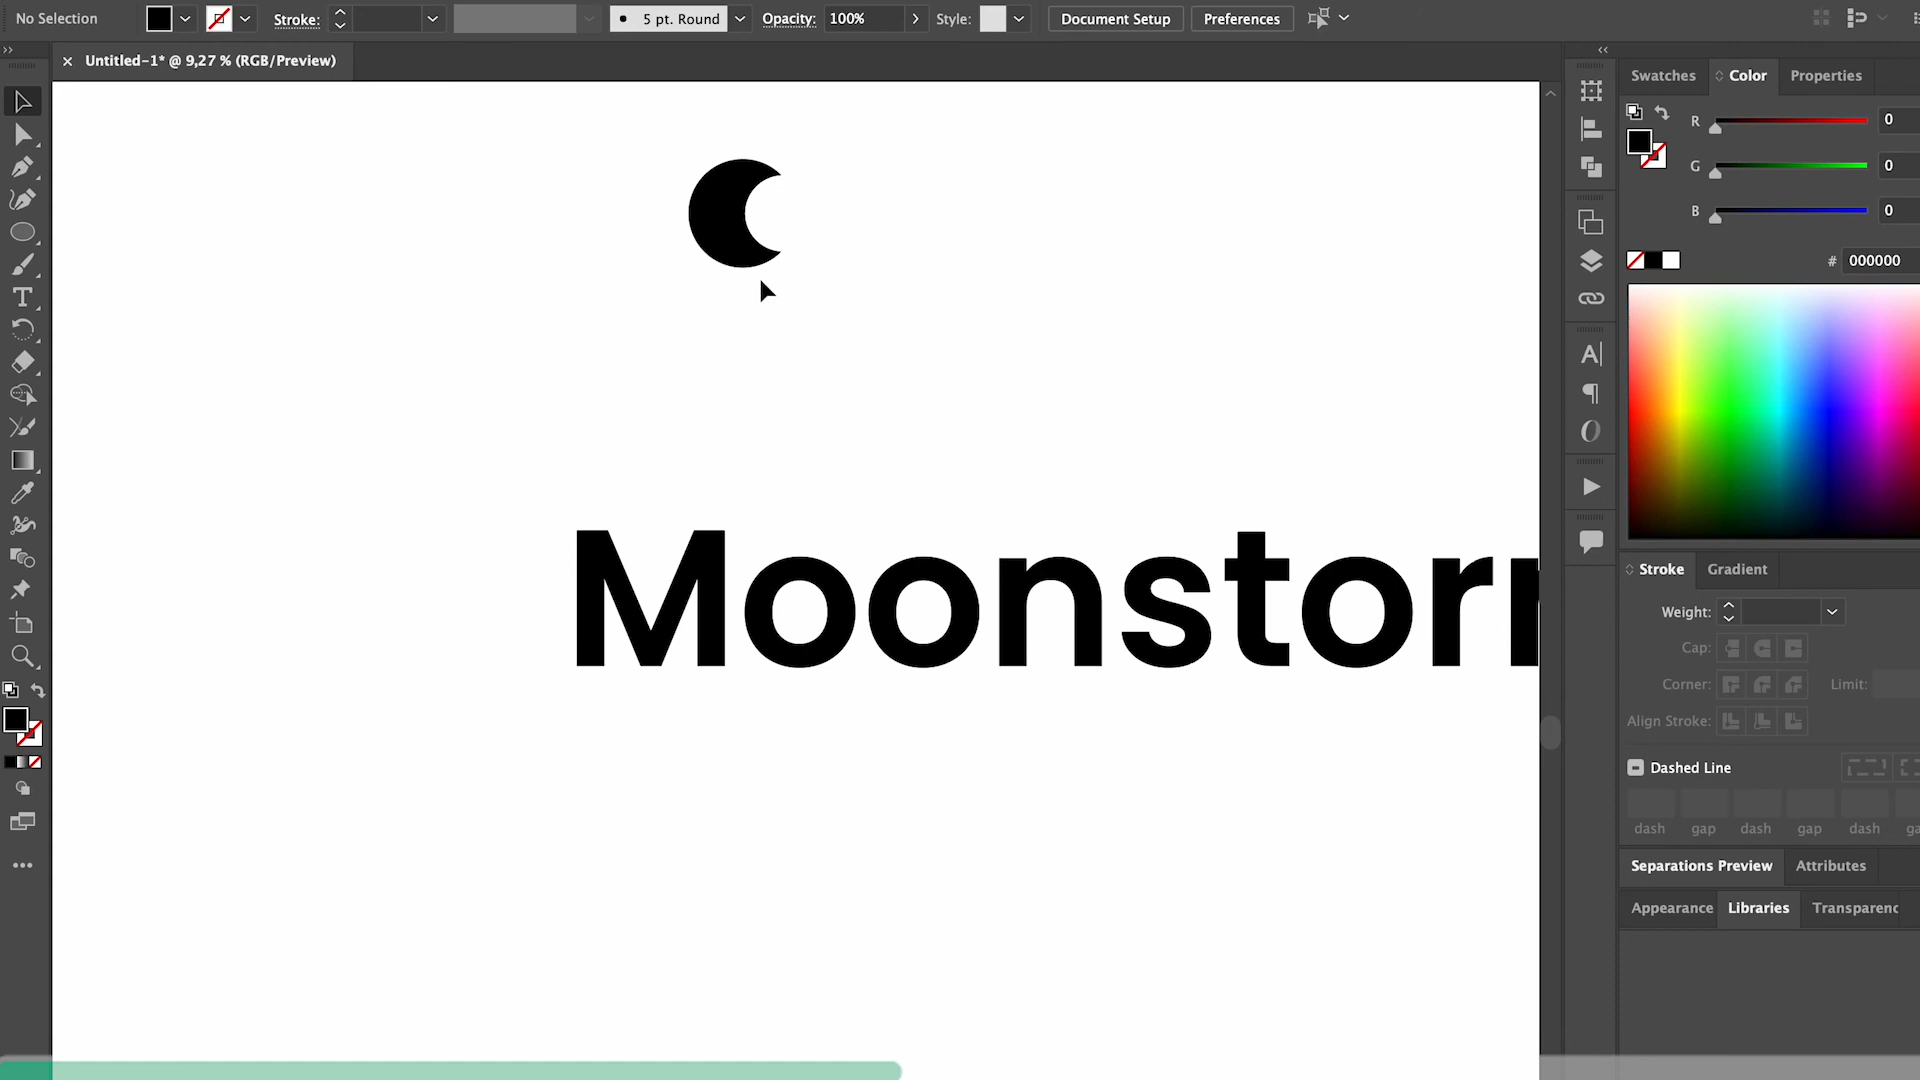 No Selection
Stroke:
5 pt. Round
Opacity: 100%
Style:
Document Setup
Preferences
Untitled-1* @ 9,27 % (RGB/Preview)
Swatches
Color
Properties
R 0
G 0
B 0
# 000000
Moonstorr
Stroke
Gradient
Weight:
Cap:
Corner:
Limit:
Align Stroke:
Dashed Line
dash gap dash gap dash ga
Separations Preview
Attributes
Appearance
Libraries
Transparenc